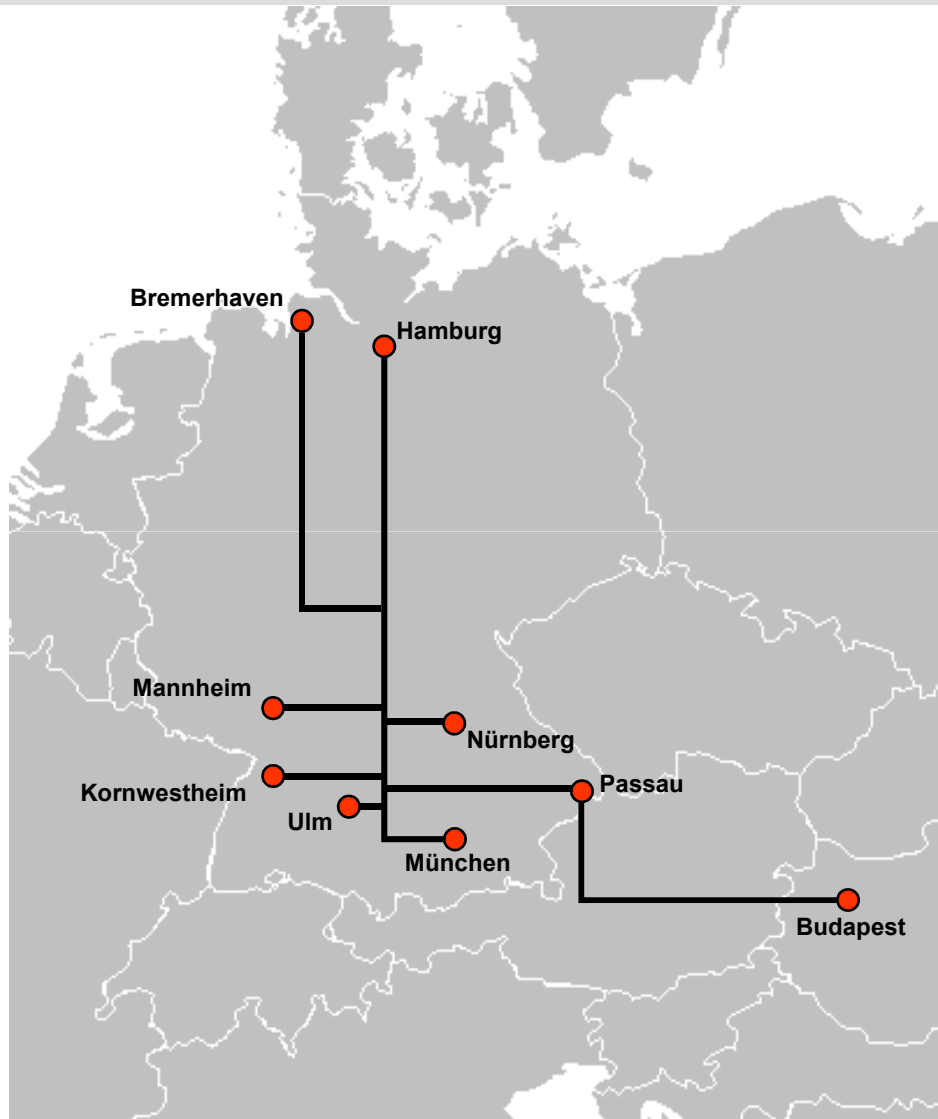 Bremerhaven
Hamburg
Mannheim
Nürnberg
Kornwestheim
Passau
Ulm
München
Budapest